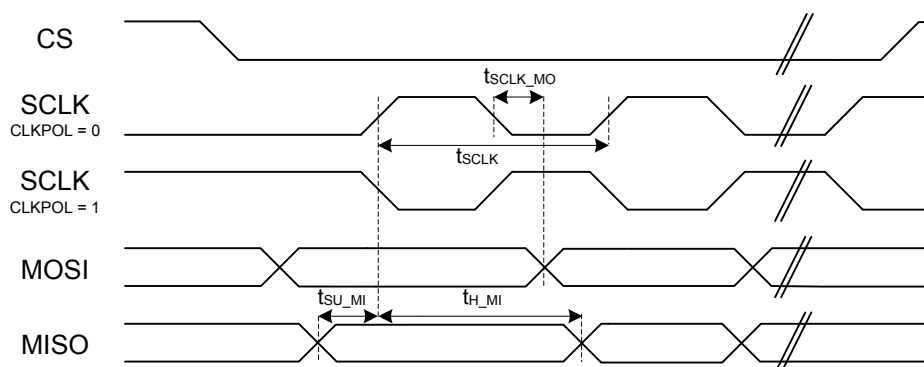 CS
tSCLK_MO
SCLK
CLKPOL = 0
tSCLK
SCLK
CLKPOL = 1
MOSI
tSU_MI
tH_MI
MISO